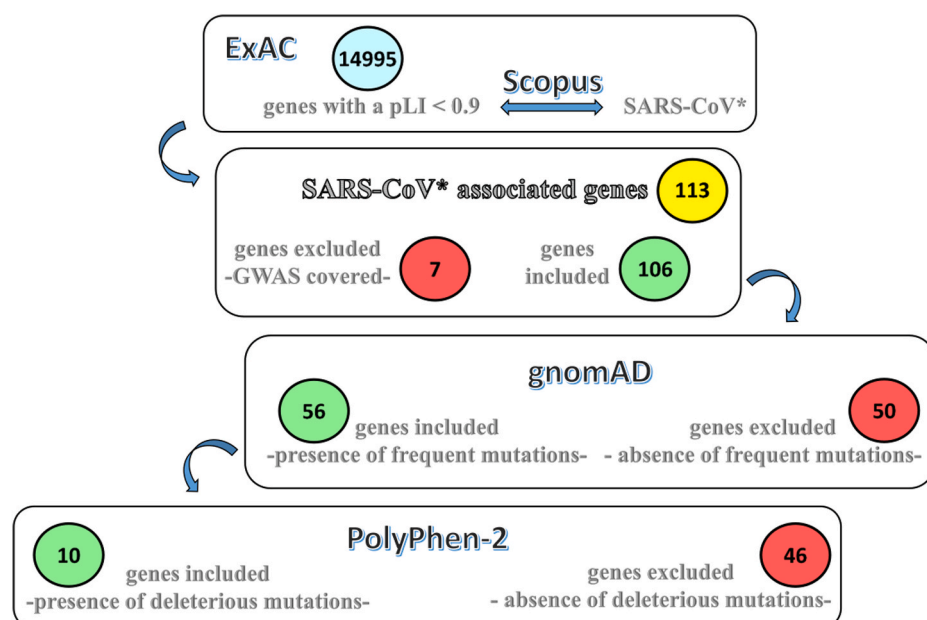 ExAC
14995
Scopus
genes with a pLI < 0.9
SARS-CoV*
SARS-CoV* associated genes
113
genes excluded
-GWAS covered-
7
genes
included
106
gnomAD
56
genes included
-presence of frequent mutations-
50
genes excluded
- absence of frequent mutations-
PolyPhen-2
10
genes included
-presence of deleterious mutations-
46
genes excluded
- absence of deleterious mutations-